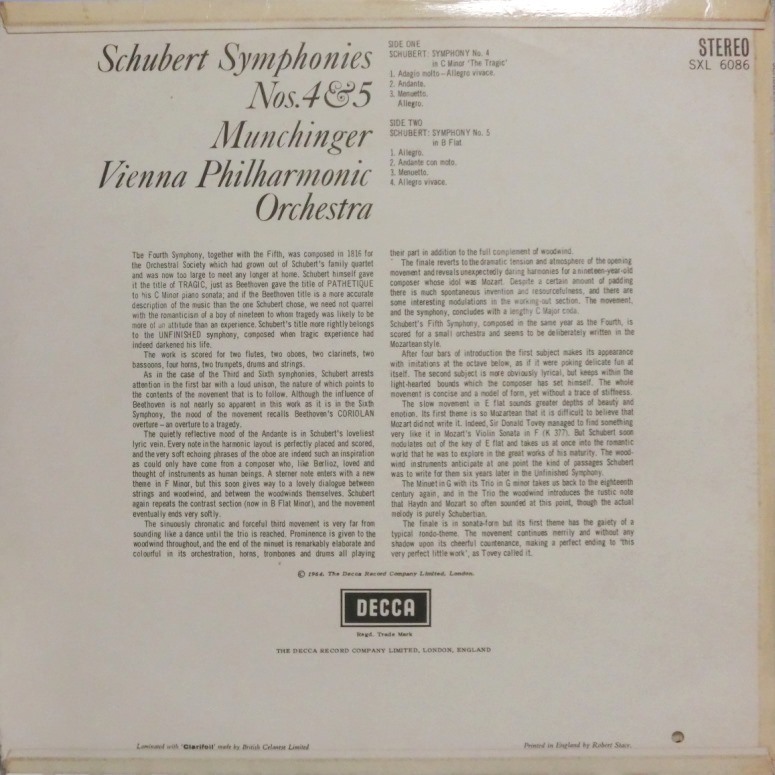 Schubert Symphonies
Nos.4&5
Munchinger
Vienna Philharmonic
Orchestra
SIDE ONE
SCHUBERT: SYMPHONY No. 4
in C Minor 'The Tragic'
1. Adagio molto—Allegro vivace.
2. Andante.
3. Menuetto.
Allegro.
SIDE TWO
SCHUBERT: SYMPHONY No. 5
in B Flat
1. Allegro.
2. Andante con moto.
3. Menuetto.
4. Allegro vivace.
STEREO
SXL 6086
The Fourth Symphony, together with the Fifth, was composed in 1816 for
the Orchestral Society which had grown out of Schubert's family quartet
and was now too large to meet any longer at home. Schubert himself gave
it the title of TRAGIC, just as Beethoven gave the title of PATHETIQUE
to his C Minor piano sonata; and if the Beethoven title is a more accurate
description of the music than the one Schubert chose, we need not quarrel
with the romanticism of a boy of nineteen to whom tragedy was likely to be
more of an attitude than an experience. Schubert's title more rightly belongs
to the UNFINISHED symphony, composed when tragic experience had
indeed darkened his life.
The work is scored for two flutes, two oboes, two clarinets, two
bassoons, four horns, two trumpets, drums and strings.
As in the case of the Third and Sixth symphonies, Schubert arrests
attention in the first bar with a loud unison, the nature of which points to
the contents of the movement that is to follow. Although the influence of
Beethoven is not nearly so apparent in this work as it is in the Sixth
Symphony, the mood of the movement recalls Beethoven's CORIOLAN
overture – an overture to a tragedy.
The quietly reflective mood of the Andante is in Schubert's loveliest
lyric vein. Every note in the harmonic layout is perfectly placed and scored,
and the very soft echoing phrases of the oboe are indeed such an inspiration
as could only have come from a composer who, like Berlioz, loved and
thought of instruments as human beings. A sterner note enters with a new
theme in F Minor, but this soon gives way to a lovely dialogue between
strings and woodwind, and between the woodwinds themselves. Schubert
again repeats the contrast section (now in B Flat Minor), and the movement
eventually ends very softly.
The sinuously chromatic and forceful third movement is very far from
sounding like a dance until the trio is reached. Prominence is given to the
woodwind throughout, and the end of the minuet is remarkably elaborate and
colourful in its orchestration, horns, trombones and drums all playing
their part in addition to the full complement of woodwind.
The finale reverts to the dramatic tension and atmosphere of the opening
movement and reveals unexpectedly daring harmonies for a nineteen-year-old
composer whose idol was Mozart. Despite a certain amount of padding
there is much spontaneous invention and resourcefulness, and there are
some interesting modulations in the working-out section. The movement,
and the symphony, concludes with a lengthy C Major coda.
Schubert's Fifth Symphony, composed in the same year as the Fourth, is
scored for a small orchestra and seems to be deliberately written in the
Mozartean style.
After four bars of introduction the first subject makes its appearance
with imitations at the octave below, as if it were poking delicate fun at
itself. The second subject is more obviously lyrical, but keeps within the
light-hearted bounds which the composer has set himself. The whole
movement is concise and a model of form, yet without a trace of stiffness.
The slow movement in E flat sounds greater depths of beauty and
emotion. Its first theme is so Mozartean that it is difficult to believe that
Mozart did not write it. Indeed, Sir Donald Tovey managed to find something
very like it in Mozart's Violin Sonata in F (K 377). But Schubert soon
modulates out of the key of E flat and takes us at once into the romantic
world that he was to explore in the great works of his maturity. The wood-
wind instruments anticipate at one point the kind of passages Schubert
was to write for them six years later in the Unfinished Symphony.
The Minuet in G with its Trio in G minor takes us back to the eighteenth
century again, and in the Trio the woodwind introduces the rustic note
that Haydn and Mozart so often sounded at this point, though the actual
melody is purely Schubertian.
The finale is in sonata-form but its first theme has the gaiety of a
typical rondo-theme. The movement continues merrily and without any
shadow upon its cheerful countenance, making a perfect ending to 'this
very perfect little work', as Tovey called it.
© 1964, The Decca Record Company Limited, London.
DECCA
Regd. Trade Mark
THE DECCA RECORD COMPANY LIMITED, LONDON, ENGLAND
Laminated with 'Clarifoil' made by British Celanese Limited
Printed in England by Robert Stace.